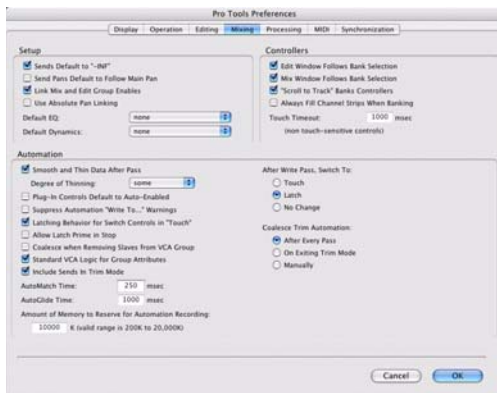 Pro Tools Preferences
Display Operation Editing Mixing Processing MIDI Synchronization
Setup
Sends Default to "-INF"
Send Pans Default to Follow Main Pan
Link Mix and Edit Group Enables
Use Absolute Pan Linking
Default EQ: none
Default Dynamics: none
Controllers
Edit Window Follows Bank Selection
Mix Window Follows Bank Selection
"Scroll to Track" Banks Controllers
Always Fill Channel Strips When Banking
Touch Timeout: 1000 msec
(non touch-sensitive controls)
Automation
Smooth and Thin Data After Pass
Degree of Thinning: some
Plug-In Controls Default to Auto-Enabled
Suppress Automation "Write To..." Warnings
Latching Behavior for Switch Controls in "Touch"
Allow Latch Prime in Stop
Coalesce when Removing Slaves from VCA Group
Standard VCA Logic for Group Attributes
Include Sends In Trim Mode
AutoMatch Time: 250 msec
AutoGlide Time: 1000 msec
Amount of Memory to Reserve for Automation Recording:
10000 K (valid range is 200K to 20,000K)
After Write Pass, Switch To:
Touch
Latch
No Change
Coalesce Trim Automation:
After Every Pass
On Exiting Trim Mode
Manually
Cancel OK